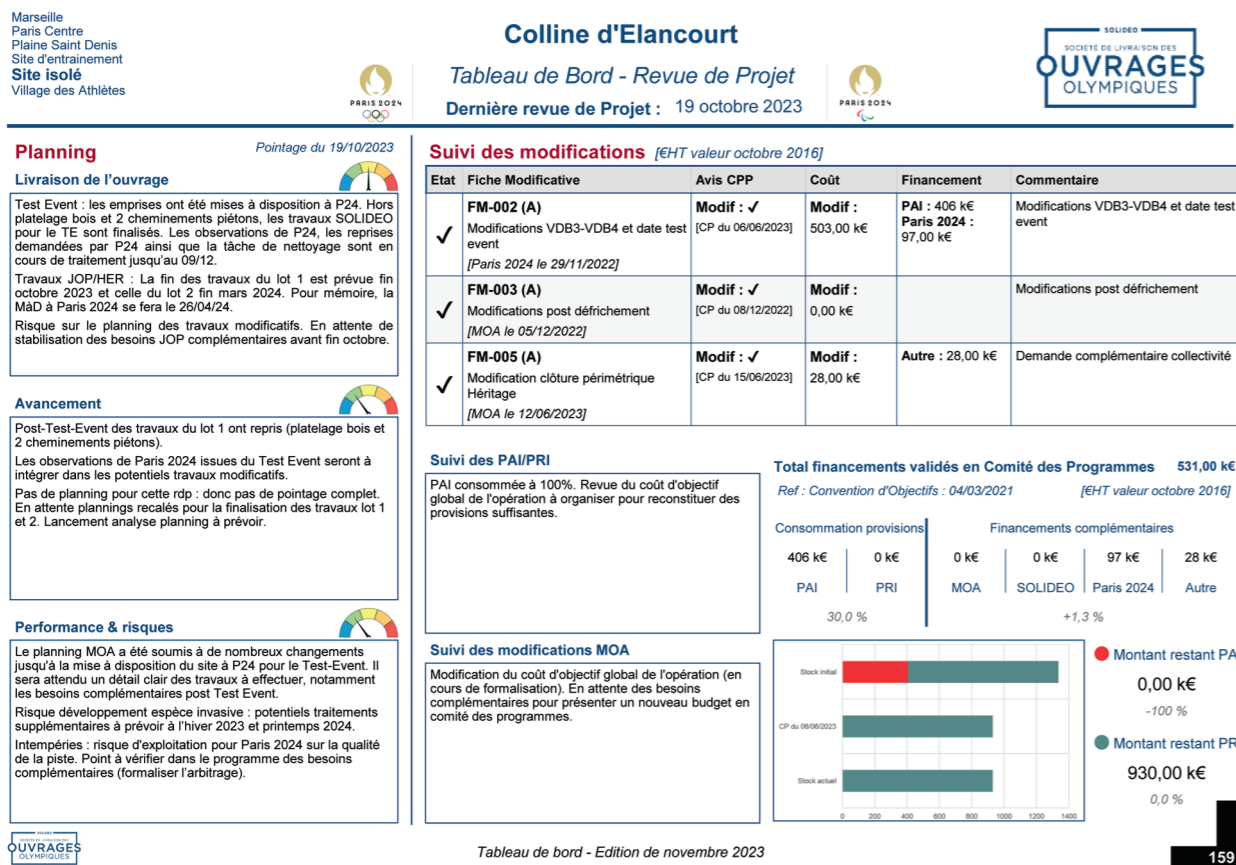 Marseille
Paris Centre
Plaine Saint Denis
Site d'entrainement
Site isolé
Village des Athlètes
PARIS 2024
Colline d'Elancourt
Tableau de Bord - Revue de Projet
Dernière revue de Projet : 19 octobre 2023
PARIS 2024
SOLIDEO
SOCIÉTÉ DE LIVRAISON DES
OUVRAGES
OLYMPIQUES
Planning
Pointage du 19/10/2023
Livraison de l'ouvrage
Test Event : les emprises ont été mises à disposition à P24. Hors
platelage bois et 2 cheminements piétons, les travaux SOLIDEO
pour le TE sont finalisés. Les observations de P24, les reprises
demandées par P24 ainsi que la tâche de nettoyage sont en
cours de traitement jusqu'au 09/12.
Travaux JOP/HER : La fin des travaux du lot 1 est prévue fin
octobre 2023 et celle du lot 2 fin mars 2024. Pour mémoire, la
MàD à Paris 2024 se fera le 26/04/24.
Risque sur le planning des travaux modificatifs. En attente de
stabilisation des besoins JOP complémentaires avant fin octobre.
Avancement
Post-Test-Event des travaux du lot 1 ont repris (platelage bois et
2 cheminements piétons).
Les observations de Paris 2024 issues du Test Event seront à
intégrer dans les potentiels travaux modificatifs.
Pas de planning pour cette rdp : donc pas de pointage complet.
En attente plannings recalés pour la finalisation des travaux lot 1
et 2. Lancement analyse planning à prévoir.
Performance & risques
Le planning MOA a été soumis à de nombreux changements
jusqu'à la mise à disposition du site à P24 pour le Test-Event. Il
sera attendu un détail clair des travaux à effectuer, notamment
les besoins complémentaires post Test Event.
Risque développement espèce invasive : potentiels traitements
supplémentaires à prévoir à l'hiver 2023 et printemps 2024.
Intempéries : risque d'exploitation pour Paris 2024 sur la qualité
de la piste. Point à vérifier dans le programme des besoins
complémentaires (formaliser l'arbitrage).
Suivi des modifications [€HT valeur octobre 2016]
Etat Fiche Modificative Avis CPP Coût Financement Commentaire
✓ FM-002 (A) Modif : ✓ Modif : PAI : 406 k€ Modifications VDB3-VDB4 et date test
Modifications VDB3-VDB4 et date test [CP du 06/06/2023] 503,00 k€ Paris 2024 : event
event 97,00 k€
[Paris 2024 le 29/11/2022]
✓ FM-003 (A) Modif : ✓ Modif : Modifications post défrichement
Modifications post défrichement [CP du 08/12/2022] 0,00 k€
[MOA le 05/12/2022]
✓ FM-005 (A) Modif : ✓ Modif : Autre : 28,00 k€ Demande complémentaire collectivité
Modification clôture périmétrique [CP du 15/06/2023] 28,00 k€
Héritage
[MOA le 12/06/2023]
Suivi des PAI/PRI
PAI consommée à 100%. Revue du coût d'objectif
global de l'opération à organiser pour reconstituer des
provisions suffisantes.
Suivi des modifications MOA
Modification du coût d'objectif global de l'opération (en
cours de formalisation). En attente des besoins
complémentaires pour présenter un nouveau budget en
comité des programmes.
Total financements validés en Comité des Programmes 531,00 k€
Ref : Convention d'Objectifs : 04/03/2021 [€HT valeur octobre 2016]
Consommation provisions Financements complémentaires
406 k€ 0 k€ 0 k€ 0 k€ 97 k€ 28 k€
PAI PRI MOA SOLIDEO Paris 2024 Autre
30,0 % +1,3 %
Stock initial
CP du 06/06/2023
Stock actuel
0 200 400 600 800 1000 1200 1400
Montant restant PA
0,00 k€
-100 %
Montant restant PR
930,00 k€
0,0 %
SOLIDEO
OUVRAGES
OLYMPIQUES
Tableau de bord - Edition de novembre 2023
159